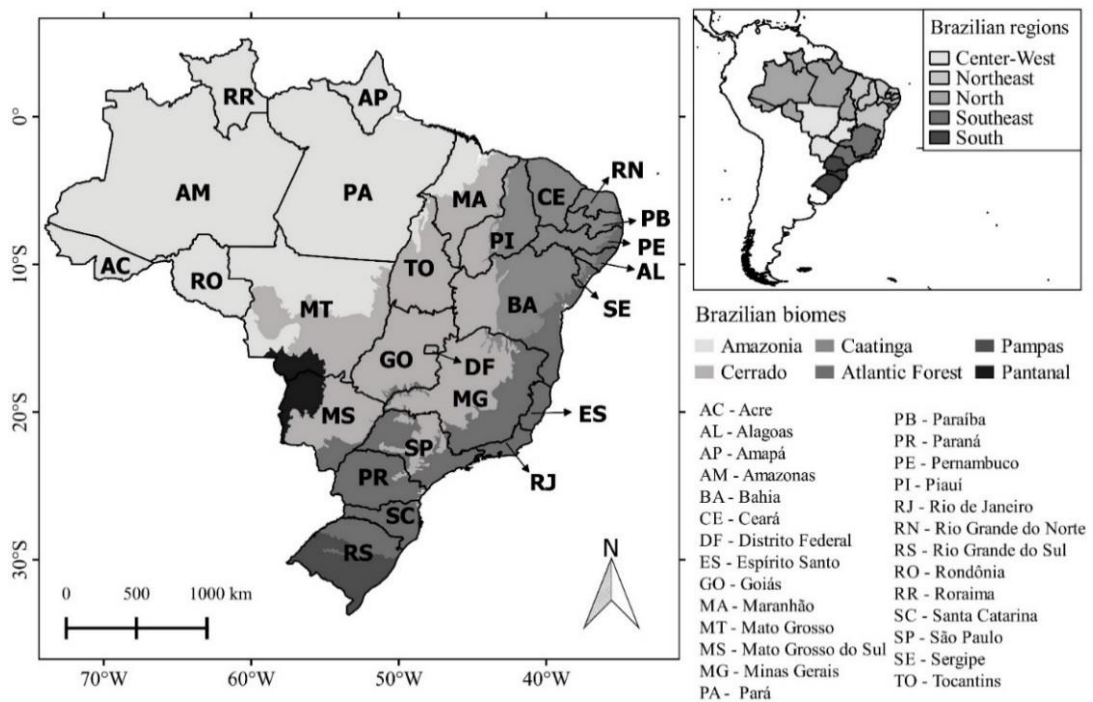 RR
AP
0°
AM
PA
MA
CE
RN
PB
PI
PE
TO
AL
10°S
AC
RO
MT
BA
SE
GO
DF
MG
20°S
MS
ES
SP
RJ
PR
SC
RS
30°S
N
0 500 1000 km
70°W 60°W 50°W 40°W
Brazilian regions
Center-West
Northeast
North
Southeast
South
Brazilian biomes
Amazonia Caatinga Pampas
Cerrado Atlantic Forest Pantanal
AC - Acre
AL - Alagoas
AP - Amapá
AM - Amazonas
BA - Bahia
CE - Ceará
DF - Distrito Federal
ES - Espírito Santo
GO - Goiás
MA - Maranhão
MT - Mato Grosso
MS - Mato Grosso do Sul
MG - Minas Gerais
PA - Pará
PB - Paraíba
PR - Paraná
PE - Pernambuco
PI - Piauí
RJ - Rio de Janeiro
RN - Rio Grande do Norte
RS - Rio Grande do Sul
RO - Rondônia
RR - Roraima
SC - Santa Catarina
SP - São Paulo
SE - Sergipe
TO - Tocantins